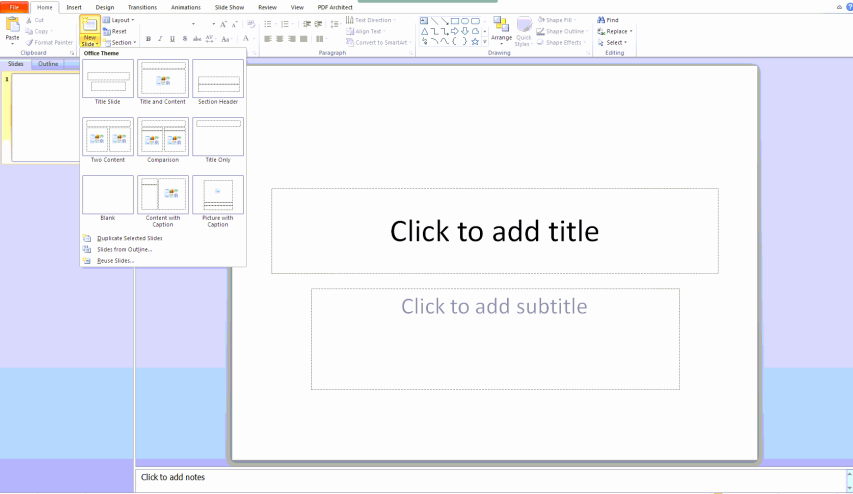 File Home Insert Design Transitions Animations Slide Show Review View PDF Architect
Paste
Cut
Copy
Format Painter
Clipboard
New
Slide
Layout
Reset
Section
B I U S abc AV Aa A
Text Direction
Align Text
Convert to SmartArt
Paragraph
Arrange
Quick
Styles
Shape Fill
Shape Outline
Shape Effects
Drawing
Find
Replace
Select
Editing
Slides Outline
1
Office Theme
Title Slide Title and Content Section Header
Two Content Comparison Title Only
Blank Content with Picture with
Caption Caption
Duplicate Selected Slides
Slides from Outline...
Reuse Slides...
Click to add title
Click to add subtitle
Click to add notes